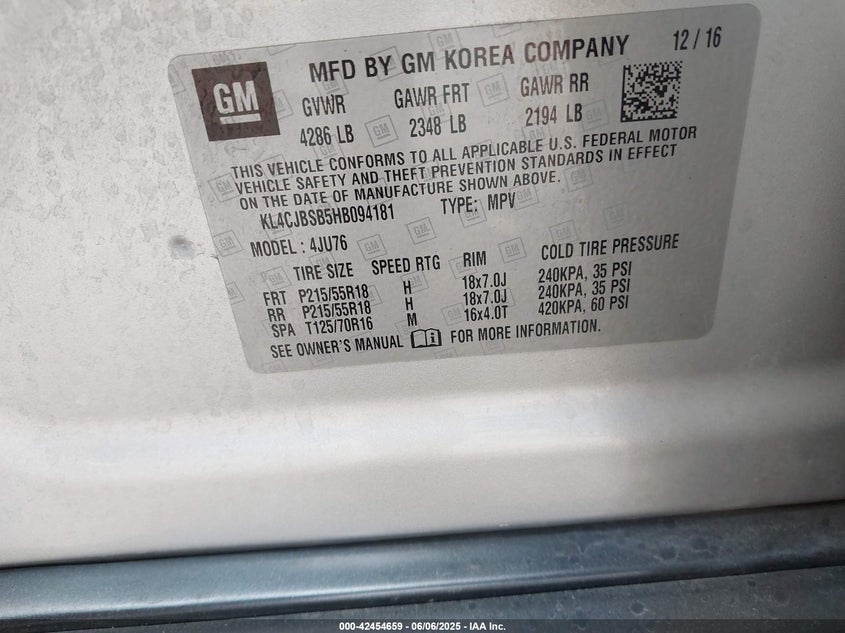 GM
MFD BY GM KOREA COMPANY 12 / 16
GVWR GAWR FRT GAWR RR
4286 LB 2348 LB 2194 LB
THIS VEHICLE CONFORMS TO ALL APPLICABLE U.S. FEDERAL MOTOR
VEHICLE SAFETY AND THEFT PREVENTION STANDARDS IN EFFECT
ON THE DATE OF MANUFACTURE SHOWN ABOVE.
KL4CJBSB5HB094181 TYPE: MPV
MODEL : 4JU76
TIRE SIZE SPEED RTG RIM COLD TIRE PRESSURE
FRT P215/55R18 H 18x7.0J 240KPA, 35 PSI
RR P215/55R18 H 18x7.0J 240KPA, 35 PSI
SPA T125/70R16 M 16x4.0T 420KPA, 60 PSI
SEE OWNER'S MANUAL FOR MORE INFORMATION.
000-42454659 - 06/06/2025 - IAA Inc.